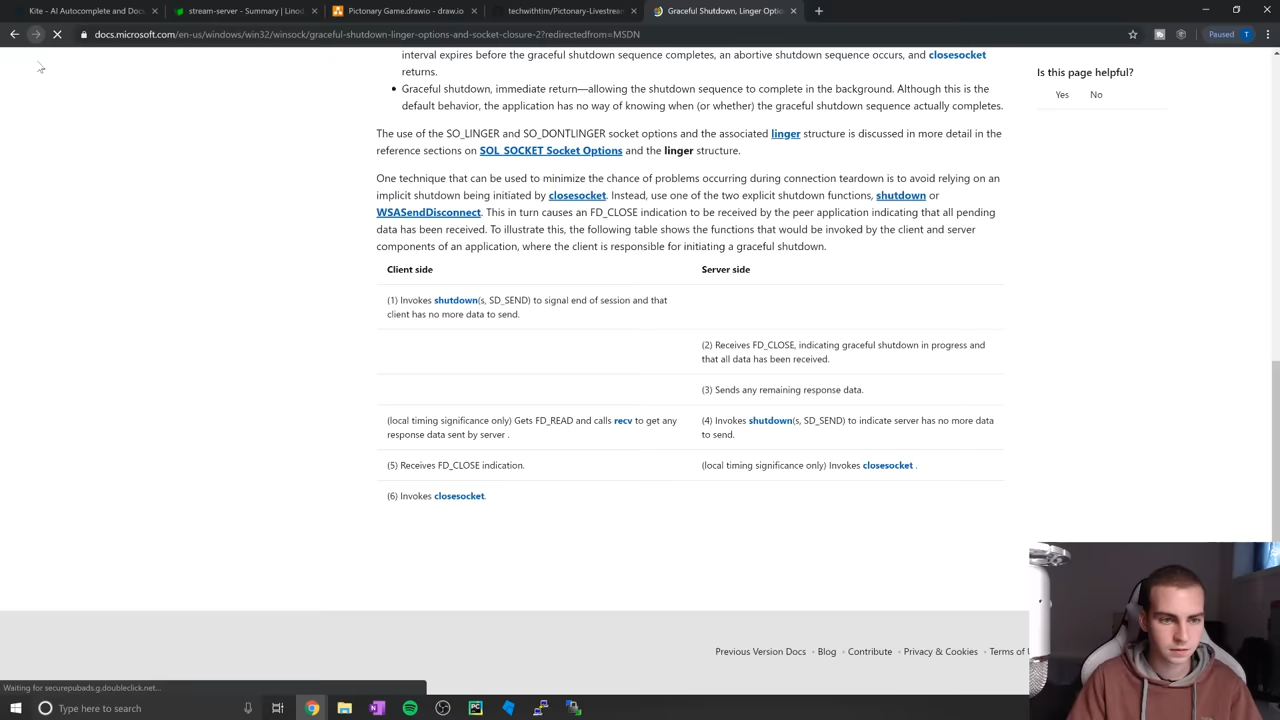 Kite - AI Autocomplete and Docs
stream-server - Summary | Linod
Pictonary Game.drawio - draw.io
techwithtim/Pictonary-Livestream
Graceful Shutdown, Linger Optio
docs.microsoft.com/en-us/windows/win32/winsock/graceful-shutdown-linger-options-and-socket-closure-2?redirectedfrom=MSDN
Paused
T
interval expires before the graceful shutdown sequence completes, an abortive shutdown sequence occurs, and closesocket
returns.
Graceful shutdown, immediate return—allowing the shutdown sequence to complete in the background. Although this is the
default behavior, the application has no way of knowing when (or whether) the graceful shutdown sequence actually completes.
The use of the SO_LINGER and SO_DONTLINGER socket options and the associated linger structure is discussed in more detail in the
reference sections on SOL_SOCKET Socket Options and the linger structure.
One technique that can be used to minimize the chance of problems occurring during connection teardown is to avoid relying on an
implicit shutdown being initiated by closesocket. Instead, use one of the two explicit shutdown functions, shutdown or
WSASendDisconnect. This in turn causes an FD_CLOSE indication to be received by the peer application indicating that all pending
data has been received. To illustrate this, the following table shows the functions that would be invoked by the client and server
components of an application, where the client is responsible for initiating a graceful shutdown.
Client side
Server side
(1) Invokes shutdown(s, SD_SEND) to signal end of session and that
client has no more data to send.
(2) Receives FD_CLOSE, indicating graceful shutdown in progress and
that all data has been received.
(3) Sends any remaining response data.
(local timing significance only) Gets FD_READ and calls recv to get any
response data sent by server .
(4) Invokes shutdown(s, SD_SEND) to indicate server has no more data
to send.
(5) Receives FD_CLOSE indication.
(local timing significance only) Invokes closesocket .
(6) Invokes closesocket.
Is this page helpful?
Yes No
Previous Version Docs • Blog • Contribute • Privacy & Cookies • Terms of
Waiting for securepubads.g.doubleclick.net...
Type here to search